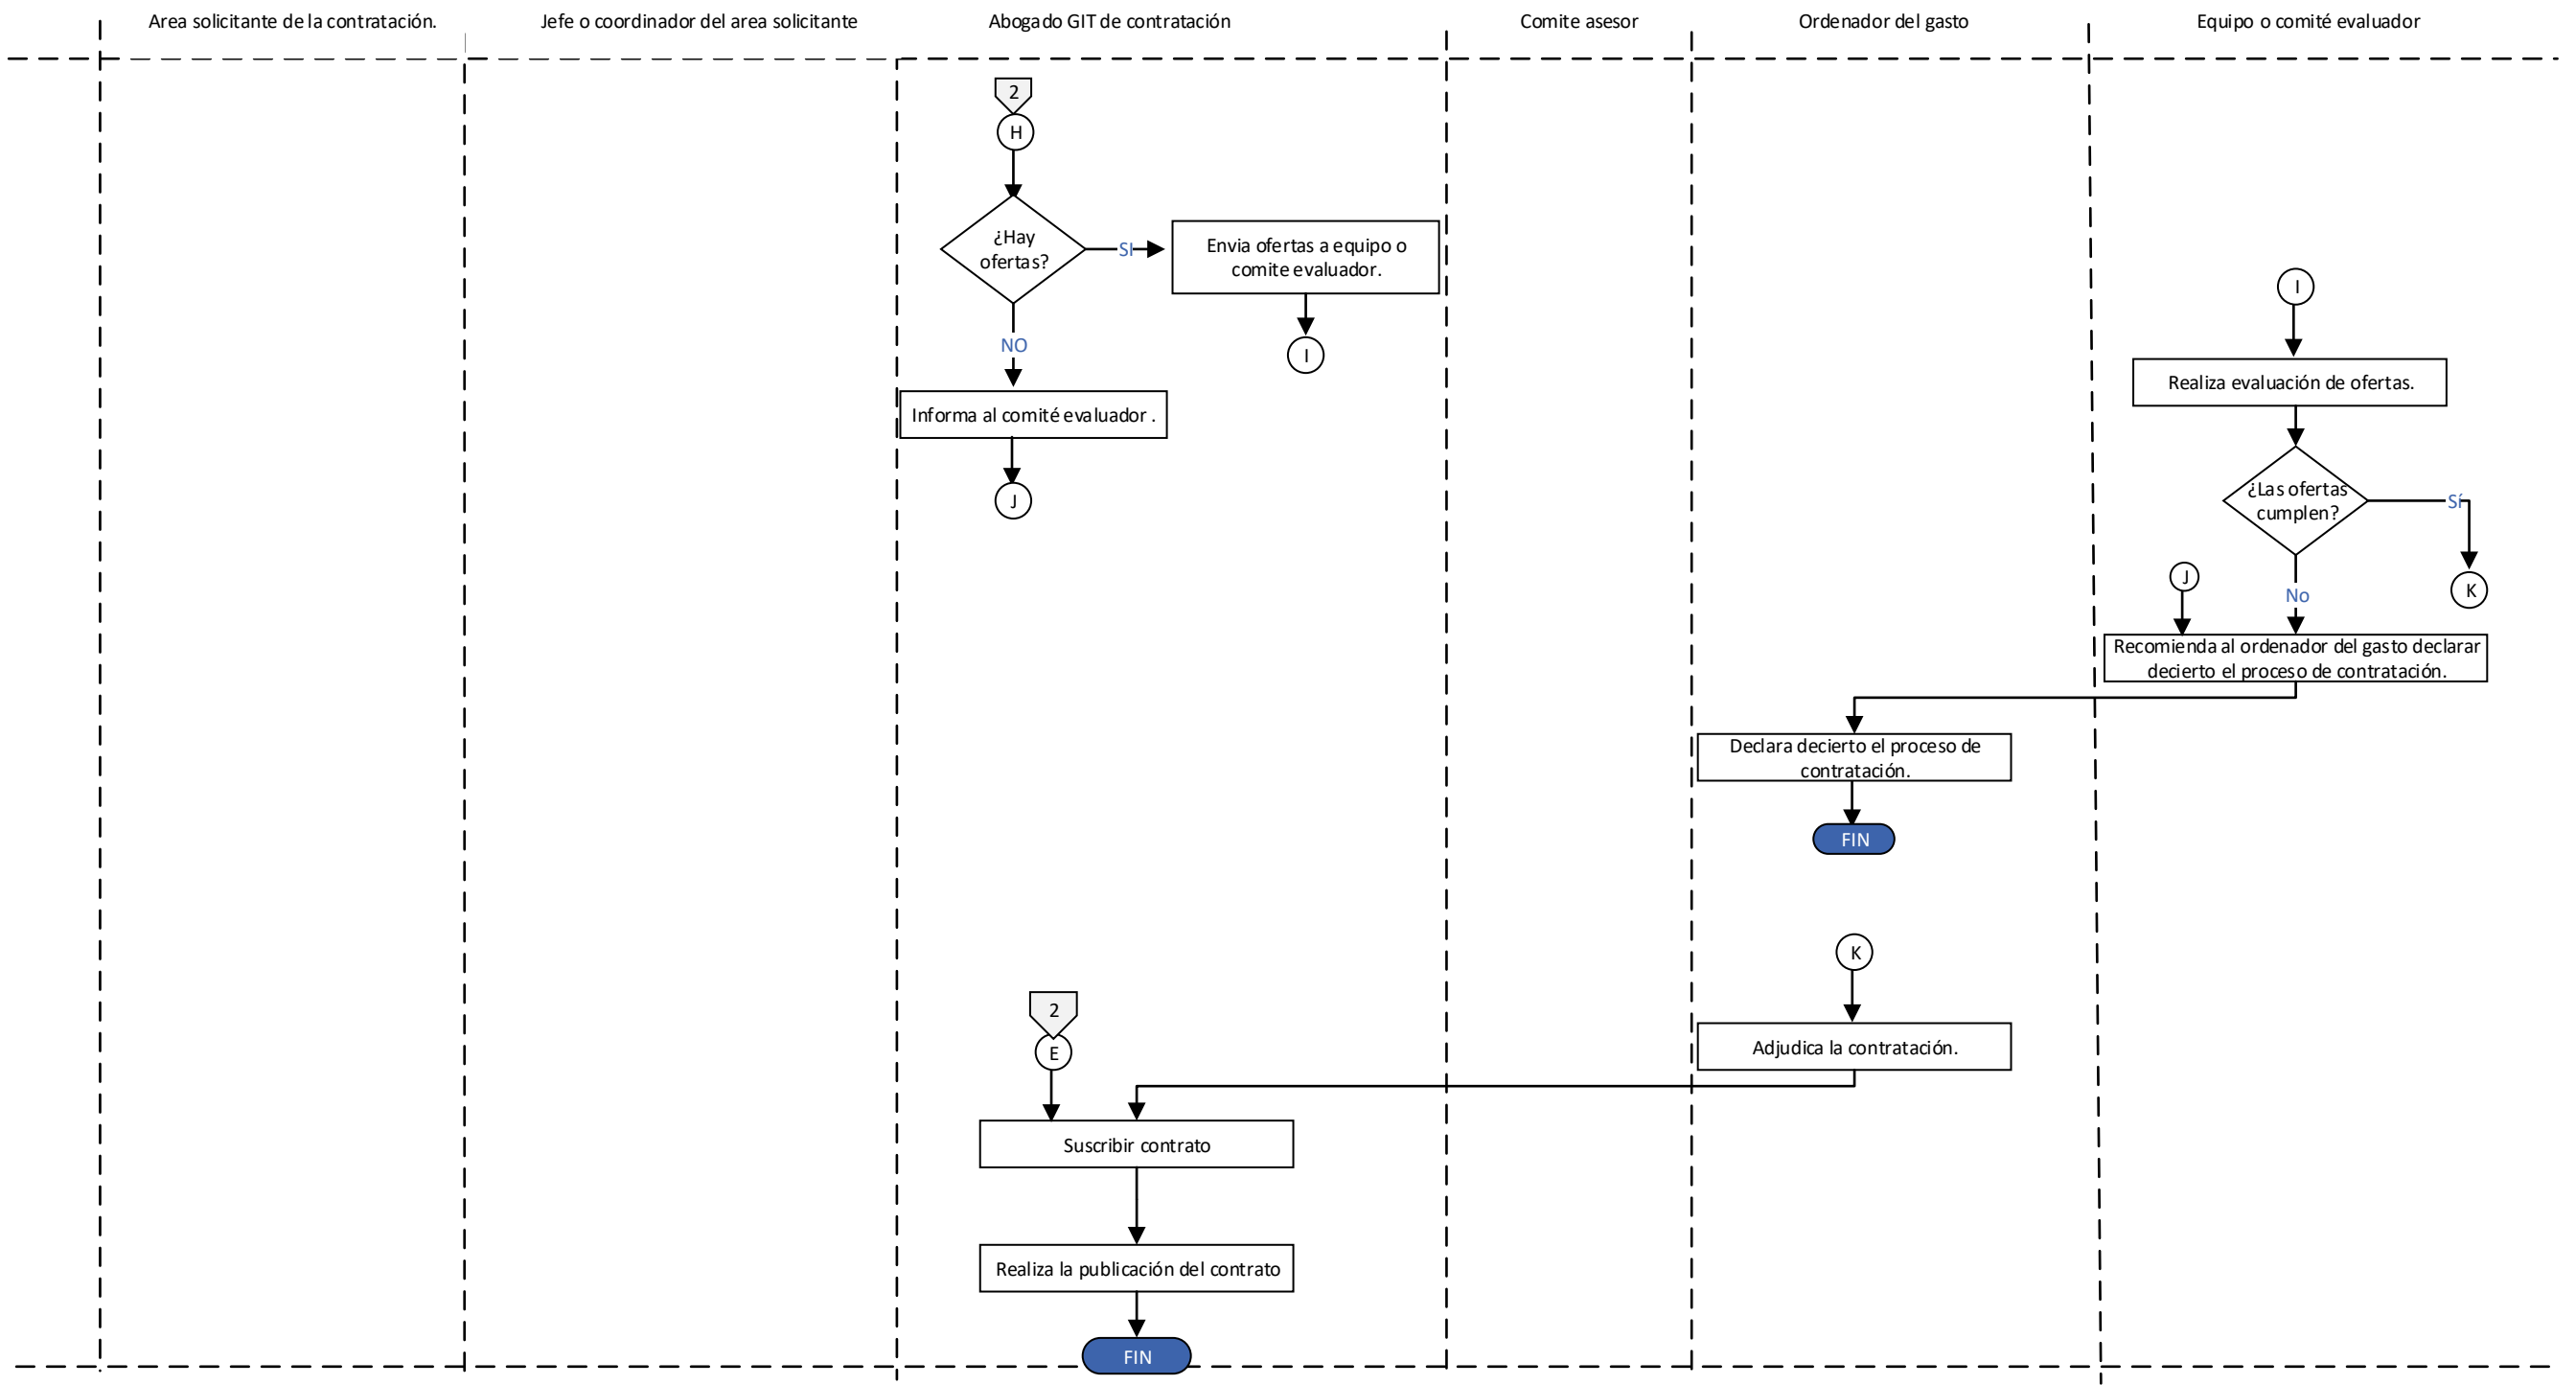 Area solicitante de la contratación.
Jefe o coordinador del area solicitante
Abogado GIT de contratación
Comite asesor
Ordenador del gasto
Equipo o comité evaluador
2
H
¿Hay
ofertas?
SI
Envia ofertas a equipo o
comite evaluador.
I
NO
Informa al comité evaluador .
J
I
Realiza evaluación de ofertas.
¿Las ofertas
cumplen?
Sí
K
No
J
Recomienda al ordenador del gasto declarar
decierto el proceso de contratación.
Declara decierto el proceso de
contratación.
FIN
K
Adjudica la contratación.
2
E
Suscribir contrato
Realiza la publicación del contrato
FIN